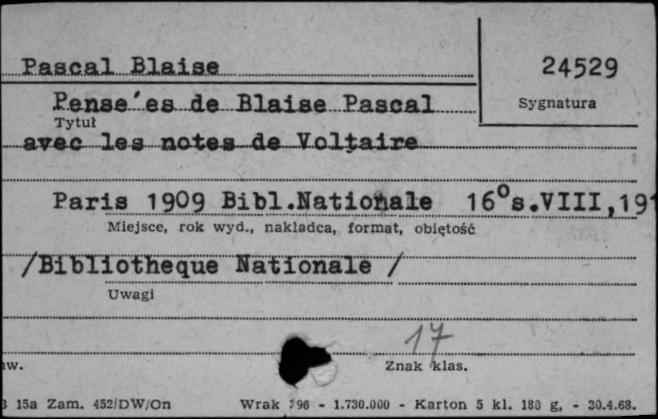 Pascal Blaise
24529
Sygnatura
Pense'es de Blaise Pascal
Tytuł
avec les notes de Voltaire
Paris 1909 Bibl.Nationale 16°s.VIII,191
Miejsce, rok wyd., nakładca, format, objętość
/Bibliotheque Nationale /
Uwagi
17
Znak klas.
15a Zam. 452/DW/On Wrak 96 - 1.730.000 - Karton 5 kl. 180 g. - 30.4.68.